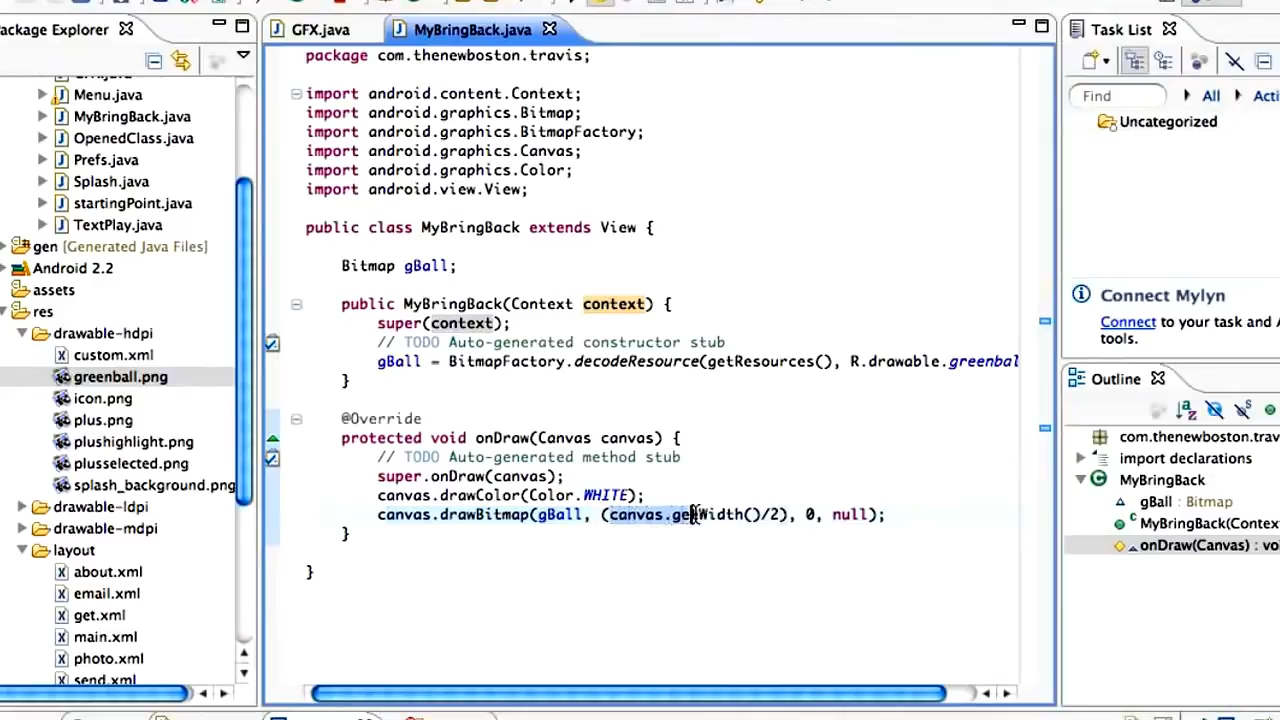 Package Explorer
Menu.java
MyBringBack.java
OpenedClass.java
Prefs.java
Splash.java
startingPoint.java
TextPlay.java
gen [Generated Java Files]
Android 2.2
assets
res
drawable-hdpi
custom.xml
greenball.png
icon.png
plus.png
plushighlight.png
plusselected.png
splash_background.png
drawable-ldpi
drawable-mdpi
layout
about.xml
email.xml
get.xml
main.xml
photo.xml
send.xml
GFX.java
MyBringBack.java
package com.thenewboston.travis;
import android.content.Context;
import android.graphics.Bitmap;
import android.graphics.BitmapFactory;
import android.graphics.Canvas;
import android.graphics.Color;
import android.view.View;
public class MyBringBack extends View {
Bitmap gBall;
public MyBringBack(Context context) {
super(context);
// TODO Auto-generated constructor stub
gBall = BitmapFactory.decodeResource(getResources(), R.drawable.greenbal
}
@Override
protected void onDraw(Canvas canvas) {
// TODO Auto-generated method stub
super.onDraw(canvas);
canvas.drawColor(Color.WHITE);
canvas.drawBitmap(gBall, (canvas.getWidth()/2), 0, null);
}
}
Task List
Find
All
Acti
Uncategorized
Connect Mylyn
Connect to your task and A
tools.
Outline
com.thenewboston.trav
import declarations
MyBringBack
gBall : Bitmap
MyBringBack(Contex
onDraw(Canvas) : voi